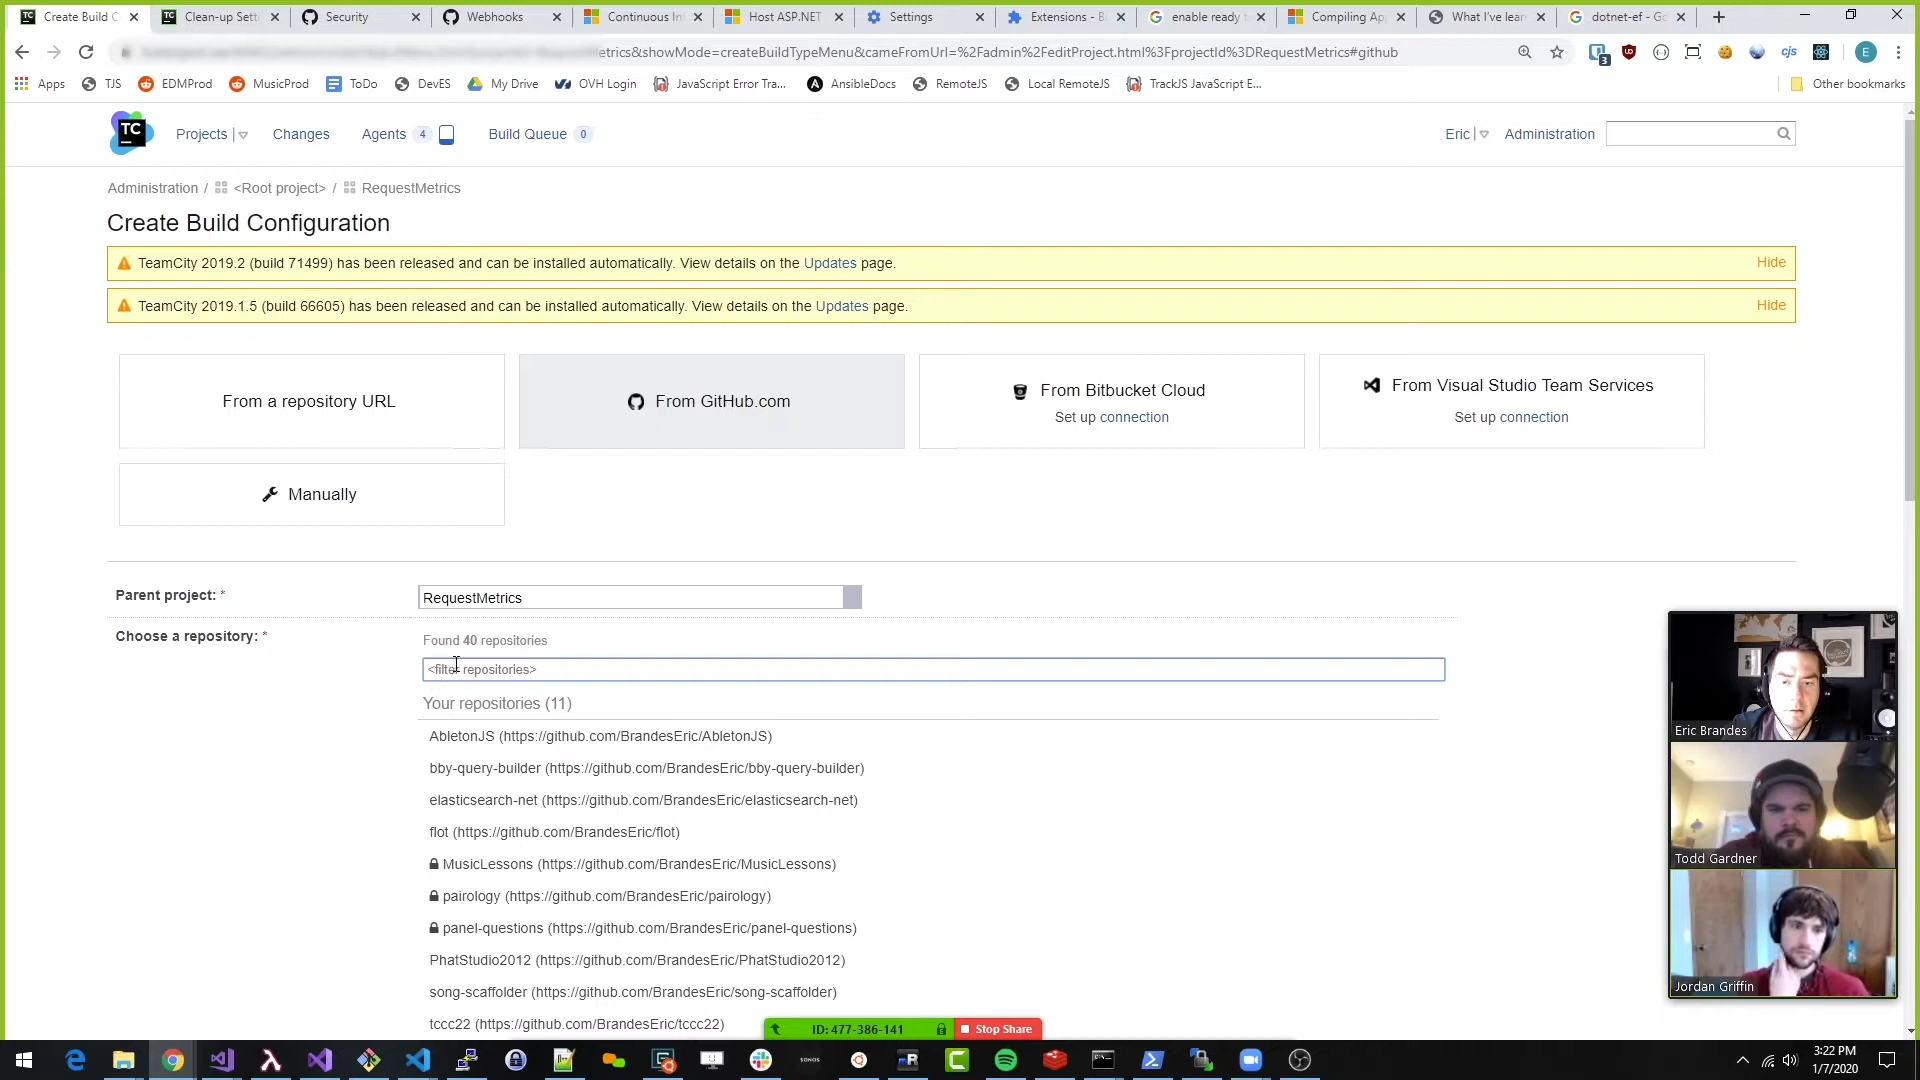 Create Build C
Clean-up Sett
Security
Webhooks
Continuous In
Host ASP.NET
Settings
Extensions - B
enable ready t
Compiling App
What I've lear
dotnet-ef - Go
etrics&showMode=createBuildTypeMenu&cameFromUrl=%2Fadmin%2FeditProject.html%3FprojectId%3DRequestMetrics#github
3
E
Apps
TJS
EDMProd
MusicProd
ToDo
DevES
My Drive
OVH Login
JavaScript Error Tra...
AnsibleDocs
RemoteJS
Local RemoteJS
TrackJS JavaScript E...
Other bookmarks
TC
Projects
Changes
Agents 4
Build Queue 0
Eric
Administration
Administration / <Root project> / RequestMetrics
Create Build Configuration
TeamCity 2019.2 (build 71499) has been released and can be installed automatically. View details on the Updates page.
Hide
TeamCity 2019.1.5 (build 66605) has been released and can be installed automatically. View details on the Updates page.
Hide
From a repository URL
From GitHub.com
From Bitbucket Cloud
Set up connection
From Visual Studio Team Services
Set up connection
Manually
Parent project: *
RequestMetrics
Choose a repository: *
Found 40 repositories
<filter repositories>
Your repositories (11)
AbletonJS (https://github.com/BrandesEric/AbletonJS)
bby-query-builder (https://github.com/BrandesEric/bby-query-builder)
elasticsearch-net (https://github.com/BrandesEric/elasticsearch-net)
flot (https://github.com/BrandesEric/flot)
MusicLessons (https://github.com/BrandesEric/MusicLessons)
pairology (https://github.com/BrandesEric/pairology)
panel-questions (https://github.com/BrandesEric/panel-questions)
PhatStudio2012 (https://github.com/BrandesEric/PhatStudio2012)
song-scaffolder (https://github.com/BrandesEric/song-scaffolder)
tccc22 (https://github.com/BrandesEric/tccc22)
Eric Brandes
Todd Gardner
Jordan Griffin
ID: 477-386-141
Stop Share
SONOS
3:22 PM
1/7/2020